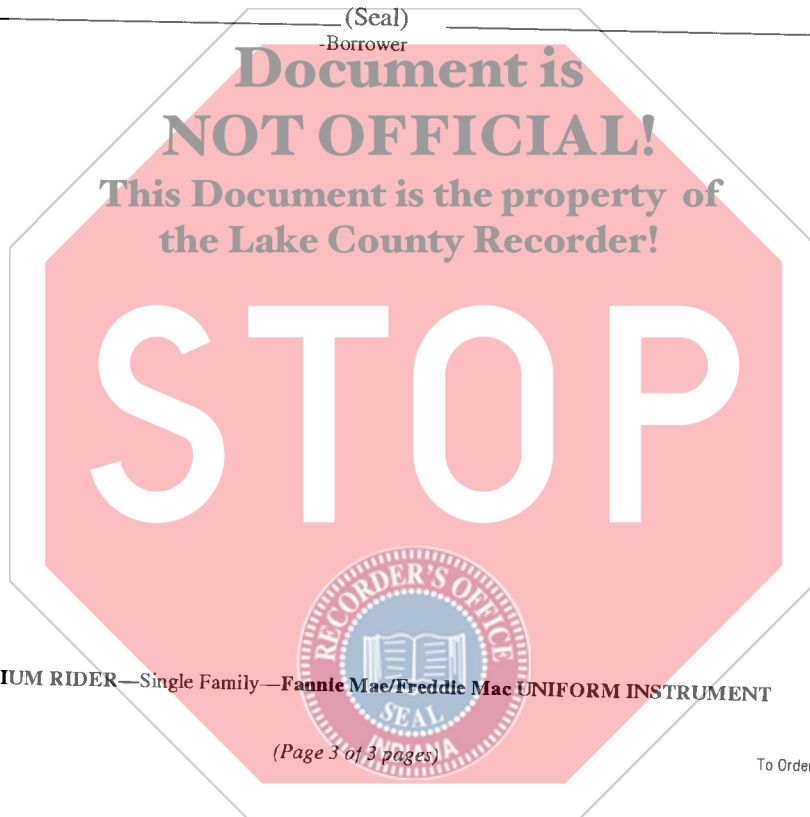 (Seal)
-Borrower
Document is
NOT OFFICIAL!
This Document is the property of
the Lake County Recorder!
STOP
RECORDER'S OFFICE
IUM RIDER—Single Family—Fannie Mae/Freddie Mac UNIFORM INSTRUMENT
SEAL
INDIANA
(Page 3 of 3 pages)
To Order